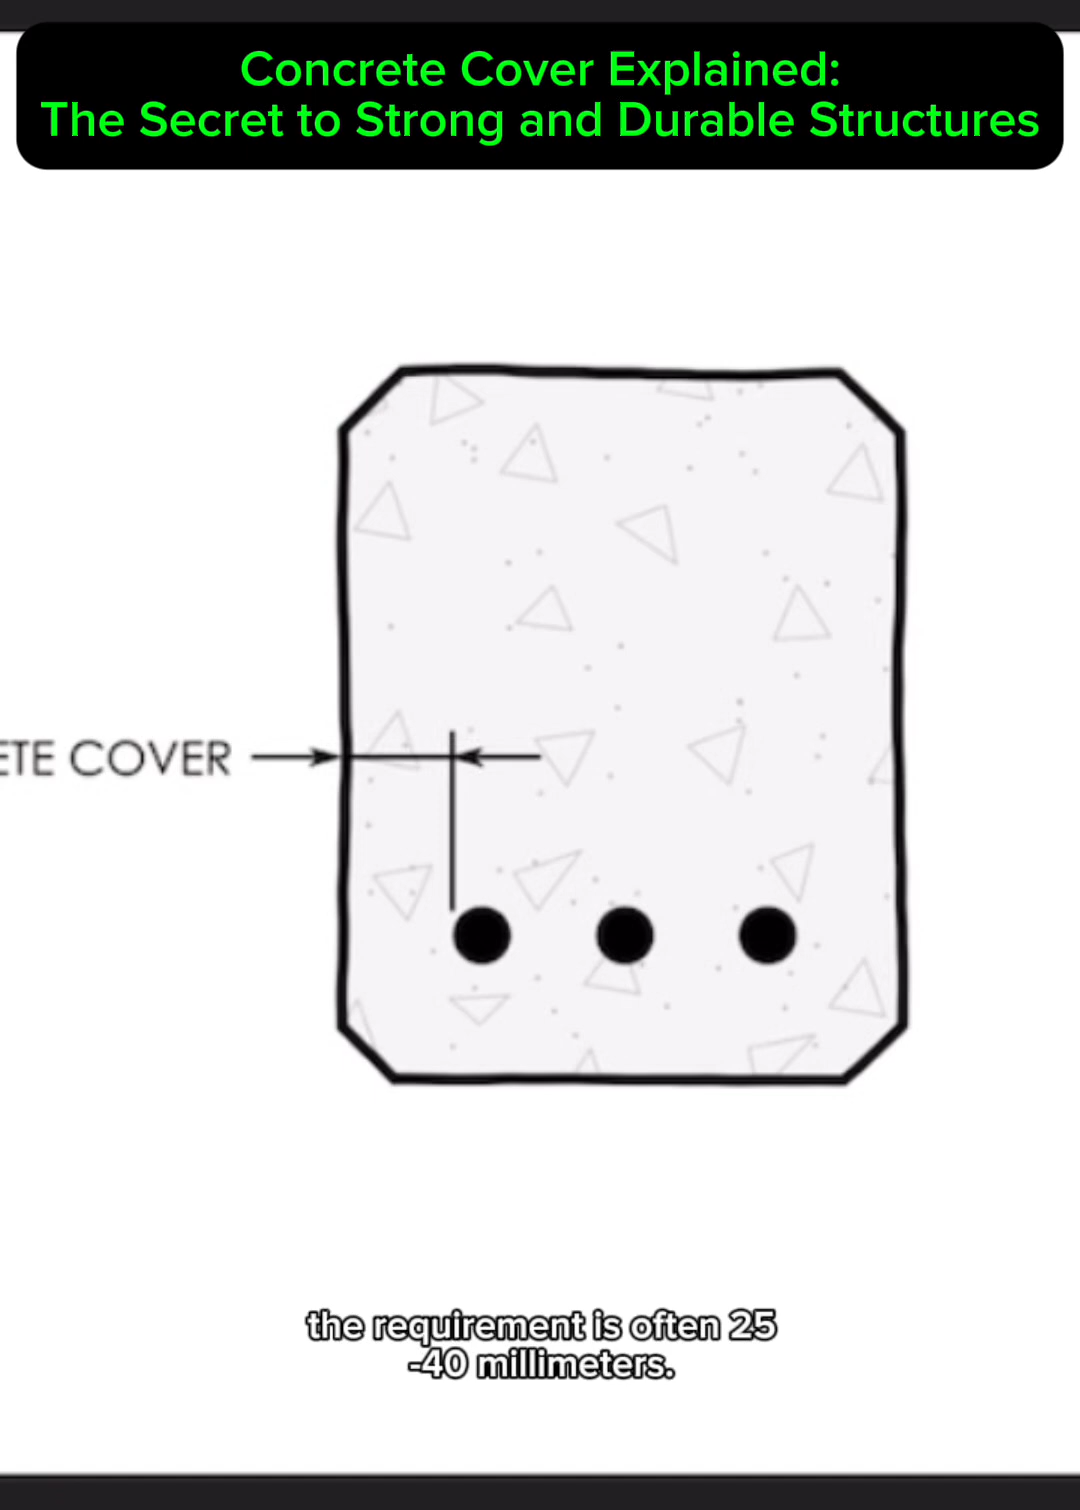 Concrete Cover Explained:
The Secret to Strong and Durable Structures
ETE COVER
the requirement is often 25
-40 millimeters.